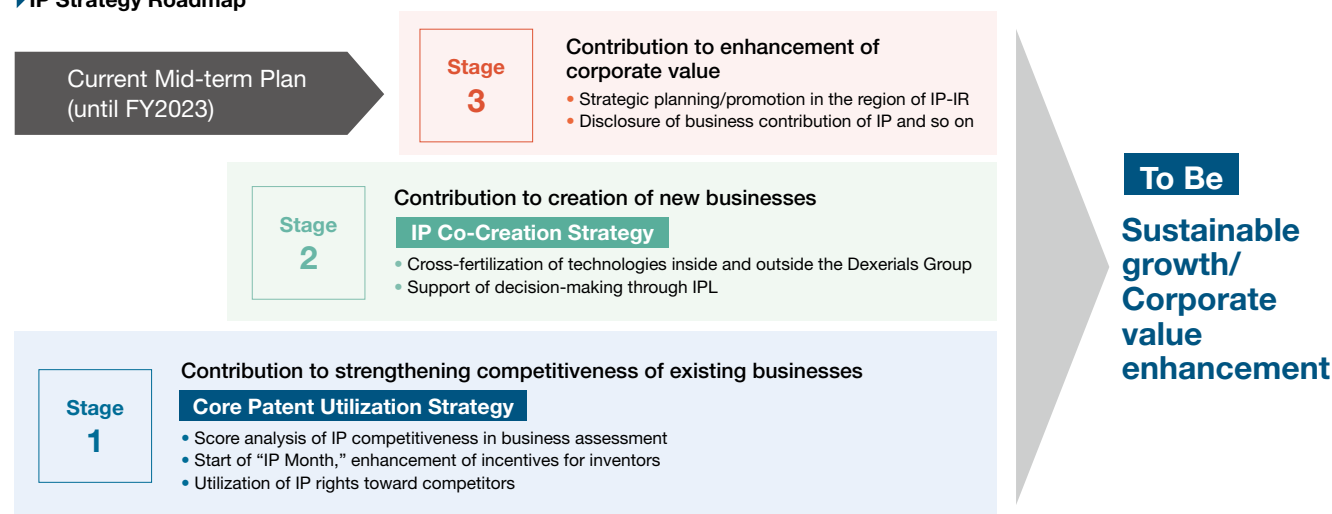 IP Strategy Roadmap
Current Mid-term Plan
(until FY2023)
Stage
3
Contribution to enhancement of
corporate value
• Strategic planning/promotion in the region of IP-IR
• Disclosure of business contribution of IP and so on
Stage
2
Contribution to creation of new businesses
IP Co-Creation Strategy
• Cross-fertilization of technologies inside and outside the Dexerials Group
• Support of decision-making through IPL
Stage
1
Contribution to strengthening competitiveness of existing businesses
Core Patent Utilization Strategy
• Score analysis of IP competitiveness in business assessment
• Start of “IP Month,” enhancement of incentives for inventors
• Utilization of IP rights toward competitors
To Be
Sustainable
growth/
Corporate
value
enhancement